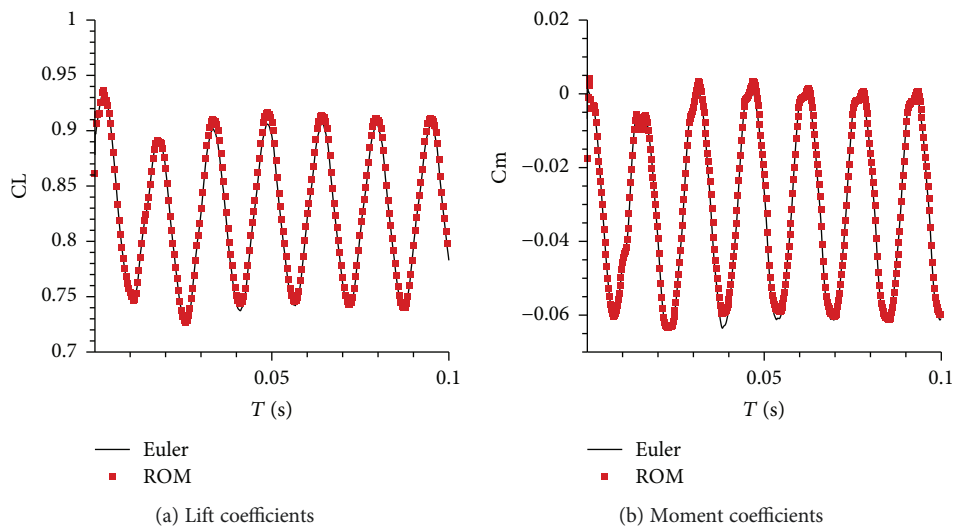 1
0.95
0.9
0.85
0.8
0.75
0.7
CL
0.05
0.1
T (s)
Euler
ROM
(a) Lift coefficients
0.02
0
−0.02
−0.04
−0.06
Cm
0.05
0.1
T (s)
Euler
ROM
(b) Moment coefficients